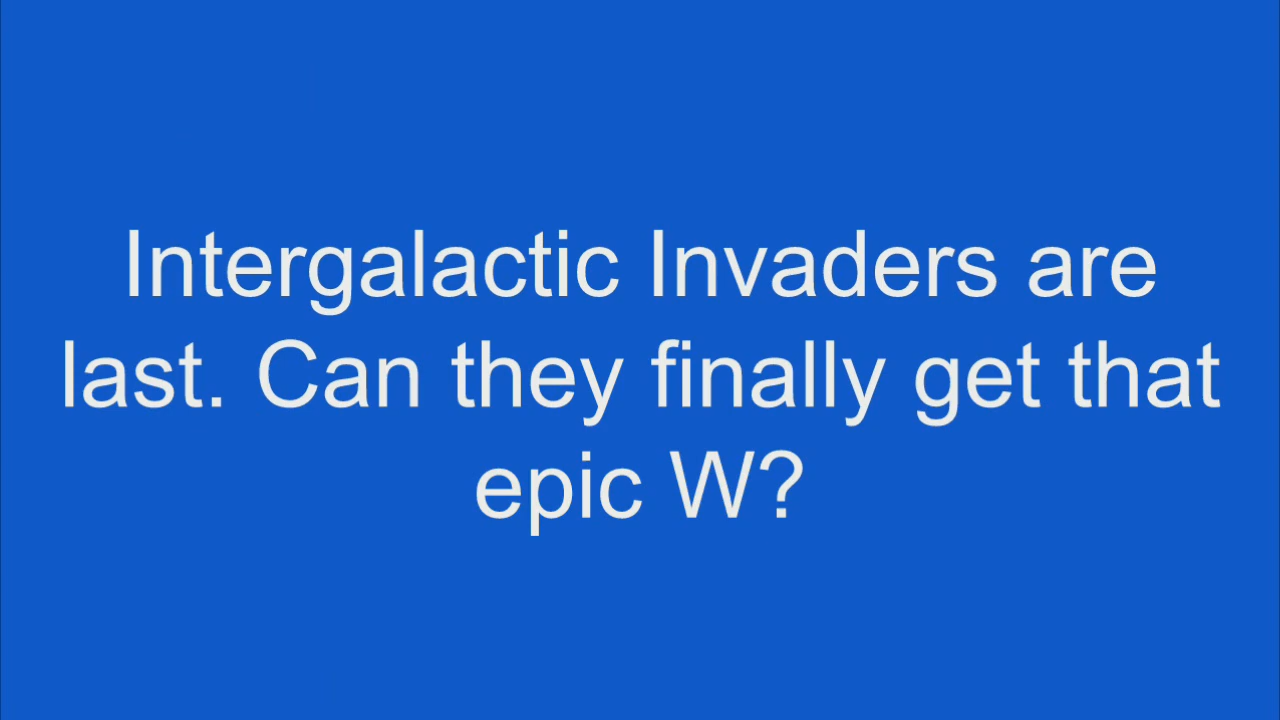 Intergalactic Invaders are
last. Can they finally get that
epic W?